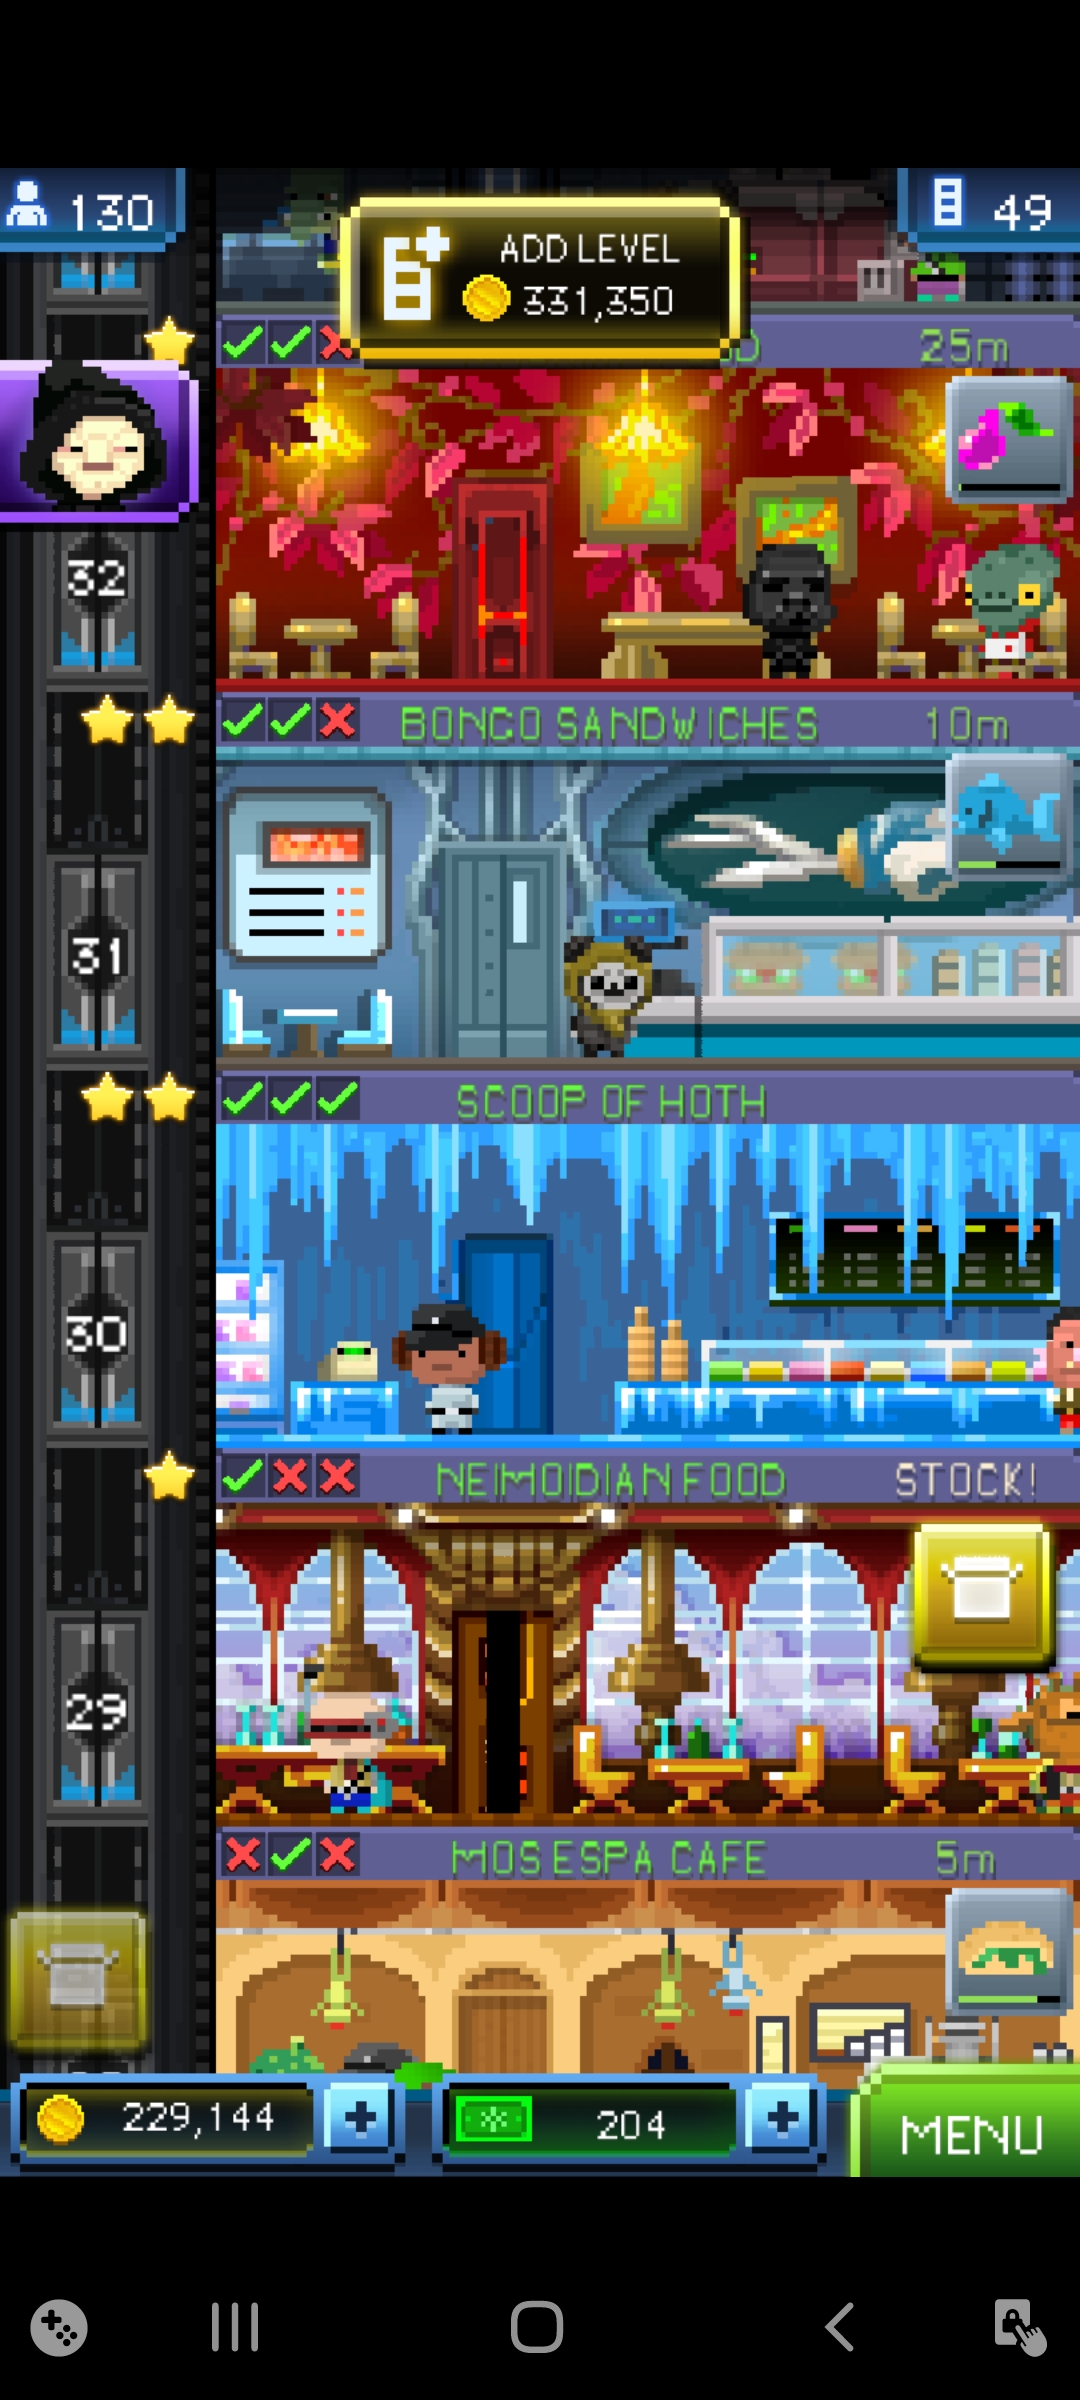 130
ADD LEVEL
331,350
49
25m
32
BONGO SANDWICHES 10m
31
SCOOP OF HOTH
30
NEIMOIDIAN FOOD STOCK!
29
MOS ESPA CAFE 5m
229,144
204
MENU